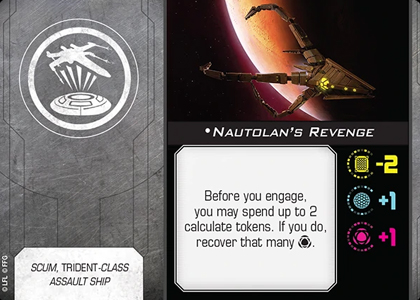 •Nautolan's Revenge
Before you engage,
you may spend up to 2
calculate tokens. If you do,
recover that many .
-2
+1
+1
SCUM, TRIDENT-CLASS
ASSAULT SHIP
©LFL ©FFG